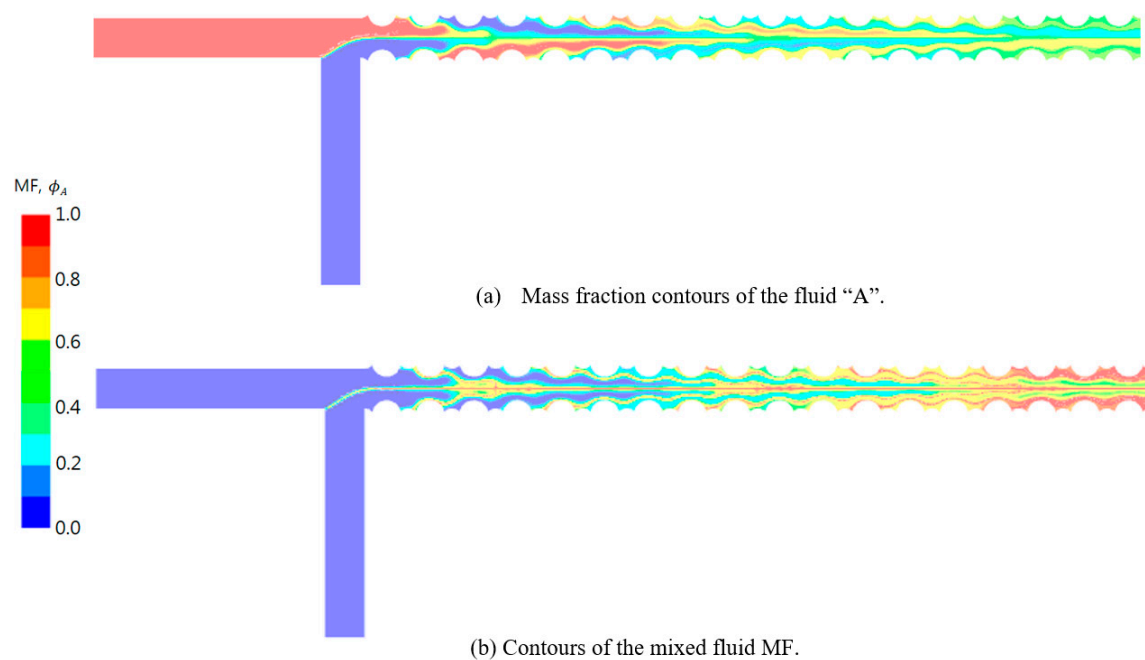 MF, ϕA
1.0
0.8
0.6
0.4
0.2
0.0
(a) Mass fraction contours of the fluid “A”.
(b) Contours of the mixed fluid MF.